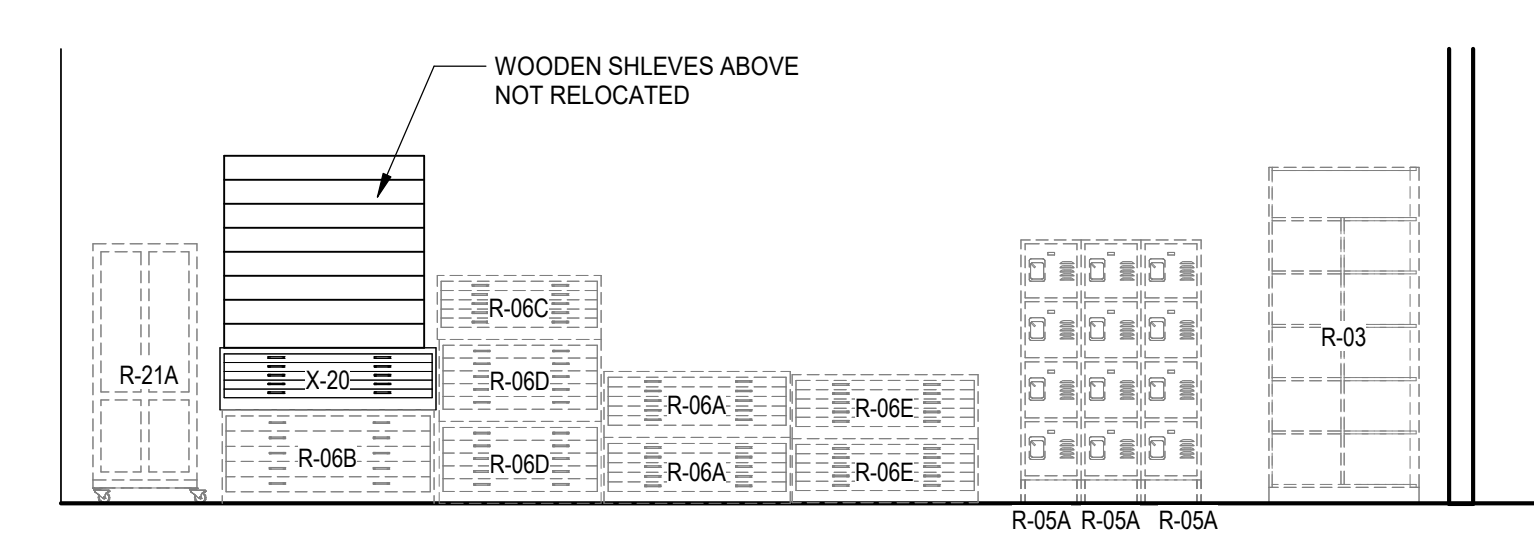 WOODEN SHLEVES ABOVE
NOT RELOCATED
R-21A
X-20
R-06B
R-06C
R-06D
R-06D
R-06A
R-06A
R-06E
R-06E
R-03
R-05A R-05A R-05A